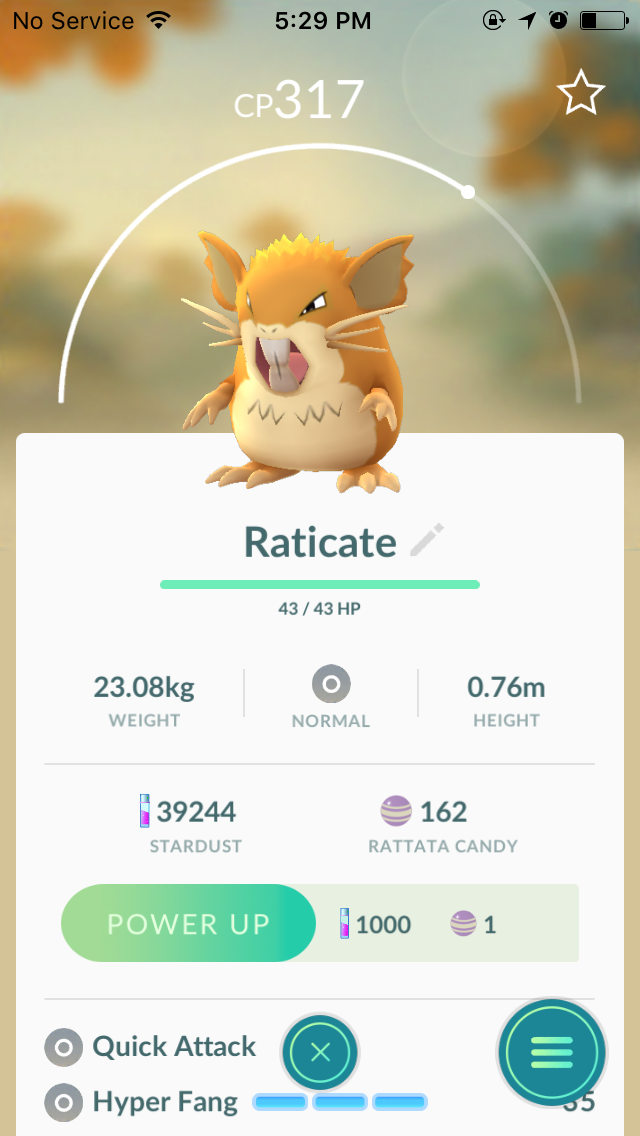 No Service 5:29 PM
CP317
Raticate
43 / 43 HP
23.08kg NORMAL 0.76m
WEIGHT HEIGHT
39244 162
STARDUST RATTATA CANDY
POWER UP 1000 1
Quick Attack
Hyper Fang